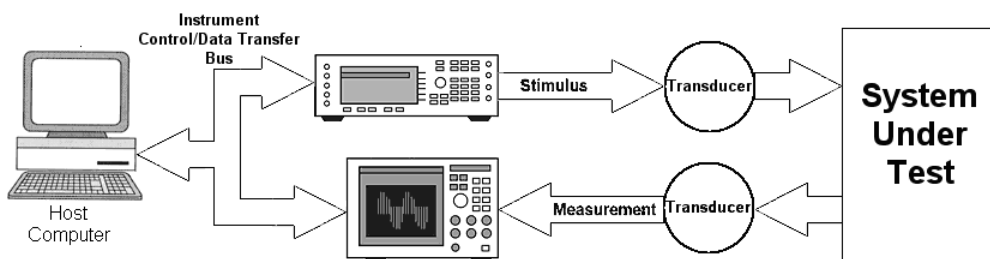 Instrument
Control/Data Transfer
Bus
Stimulus
Transducer
System
Under
Test
Measurement
Transducer
Host
Computer